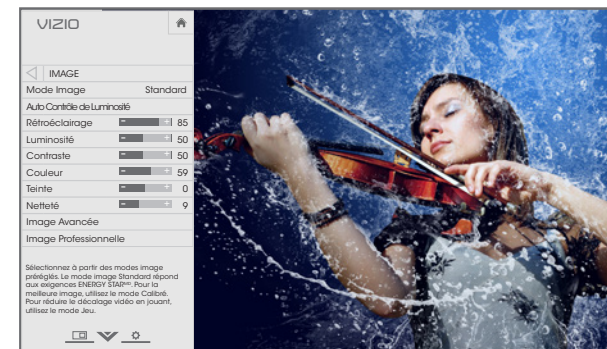 VIZIO
IMAGE
Mode Image Standard
Auto Contrôle de Luminosité
Rétroéclairage 85
Luminosité 50
Contraste 50
Couleur 59
Teinte 0
Netteté 9
Image Avancée
Image Professionnelle
Sélectionnez à partir des modes image
préréglés. Le mode image Standard répond
aux exigences ENERGY STARᴹᴰ. Pour la
meilleure image, utilisez le mode Calibré.
Pour réduire le décalage vidéo en jouant,
utilisez le mode Jeu.